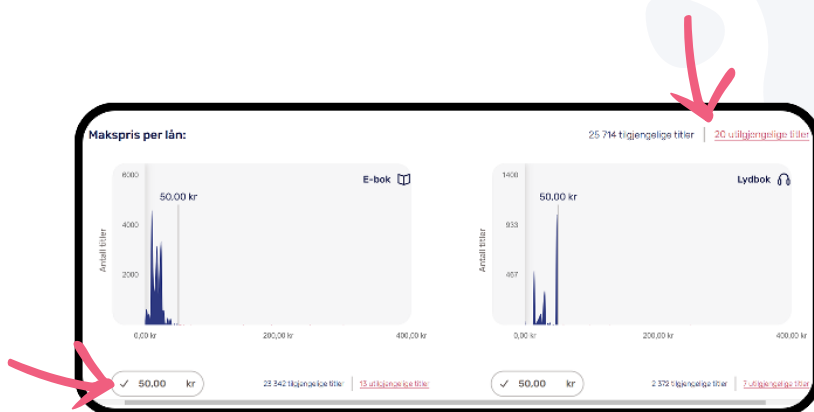 Makspris per lån:
25 714 tilgjengelige titler
20 utilgjengelige titler
E-bok
6000
4000
2000
Antall titler
50,00 kr
0,00 kr
200,00 kr
400,00 kr
50,00 kr
23 342 tilgjengelige titler
13 utilgjengelige titler
Lydbok
1400
933
467
Antall titler
50,00 kr
0,00 kr
200,00 kr
400,00 kr
50,00 kr
2 372 tilgjengelige titler
7 utilgjengelige titler